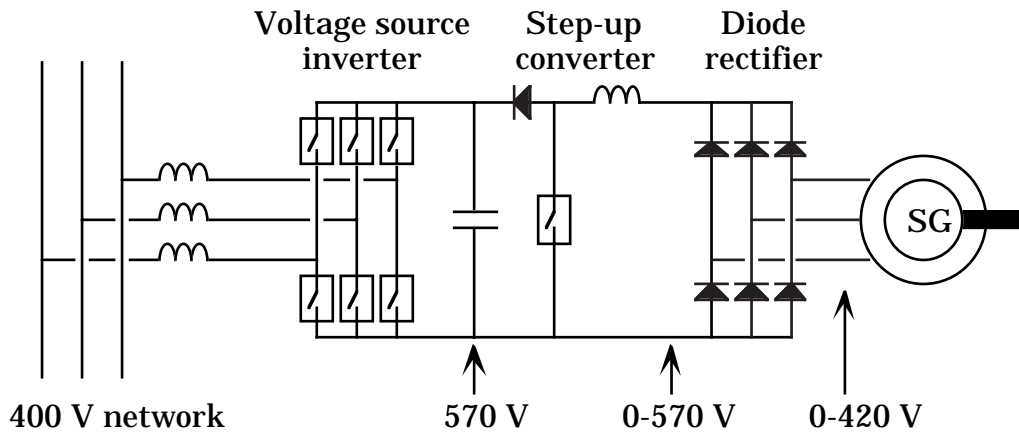 Voltage source
inverter
Step-up
converter
Diode
rectifier
SG
400 V network
570 V
0-570 V
0-420 V